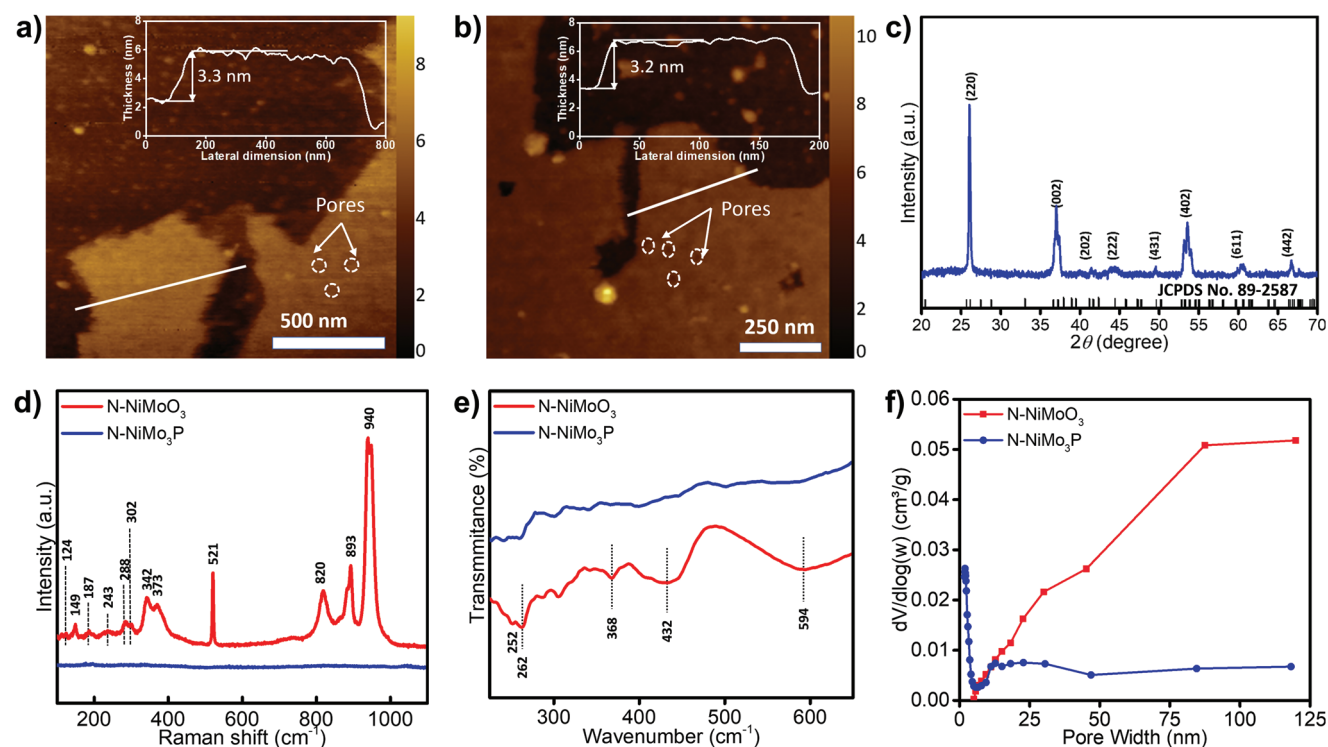 a)
Thickness (nm)
8
6
4
2
0
3.3 nm
0 200 400 600 800
Lateral dimension (nm)
Pores
500 nm
8
6
4
2
0
b)
Thickness (nm)
8
6
4
2
0
3.2 nm
0 50 100 150 200
Lateral dimension (nm)
Pores
250 nm
10
8
6
4
2
0
c)
Intensity (a.u.)
(220)
(002)
(202)
(222)
(431)
(402)
(611)
(442)
JCPDS No. 89-2587
20 25 30 35 40 45 50 55 60 65 70
2θ (degree)
d)
N-NiMoO₃
N-NiMo₃P
Intensity (a.u.)
124
149
187
243
288
302
342
373
521
820
893
940
200 400 600 800 1000
Raman shift (cm⁻¹)
e)
N-NiMoO₃
N-NiMo₃P
Transmmitance (%)
252
262
368
432
594
300 400 500 600
Wavenumber (cm⁻¹)
f)
N-NiMoO₃
N-NiMo₃P
dV/dlog(w) (cm³/g)
0.06
0.05
0.04
0.03
0.02
0.01
0.00
0 25 50 75 100 125
Pore Width (nm)